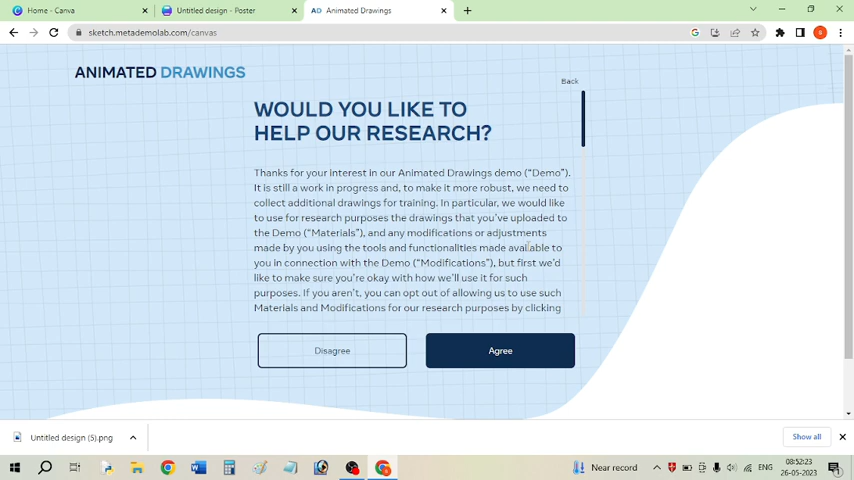 Home - Canva
Untitled design - Poster
Animated Drawings
sketch.metademolab.com/canvas
ANIMATED DRAWINGS
Back
WOULD YOU LIKE TO
HELP OUR RESEARCH?
Thanks for your interest in our Animated Drawings demo (“Demo”).
It is still a work in progress and, to make it more robust, we need to
collect additional drawings for training. In particular, we would like
to use for research purposes the drawings that you’ve uploaded to
the Demo (“Materials”), and any modifications or adjustments
made by you using the tools and functionalities made available to
you in connection with the Demo (“Modifications”), but first we’d
like to make sure you’re okay with how we’ll use it for such
purposes. If you aren’t, you can opt out of allowing us to use such
Materials and Modifications for our research purposes by clicking
Disagree
Agree
Untitled design (5).png
Show all
Near record
ENG
08:52:23
26-05-2023